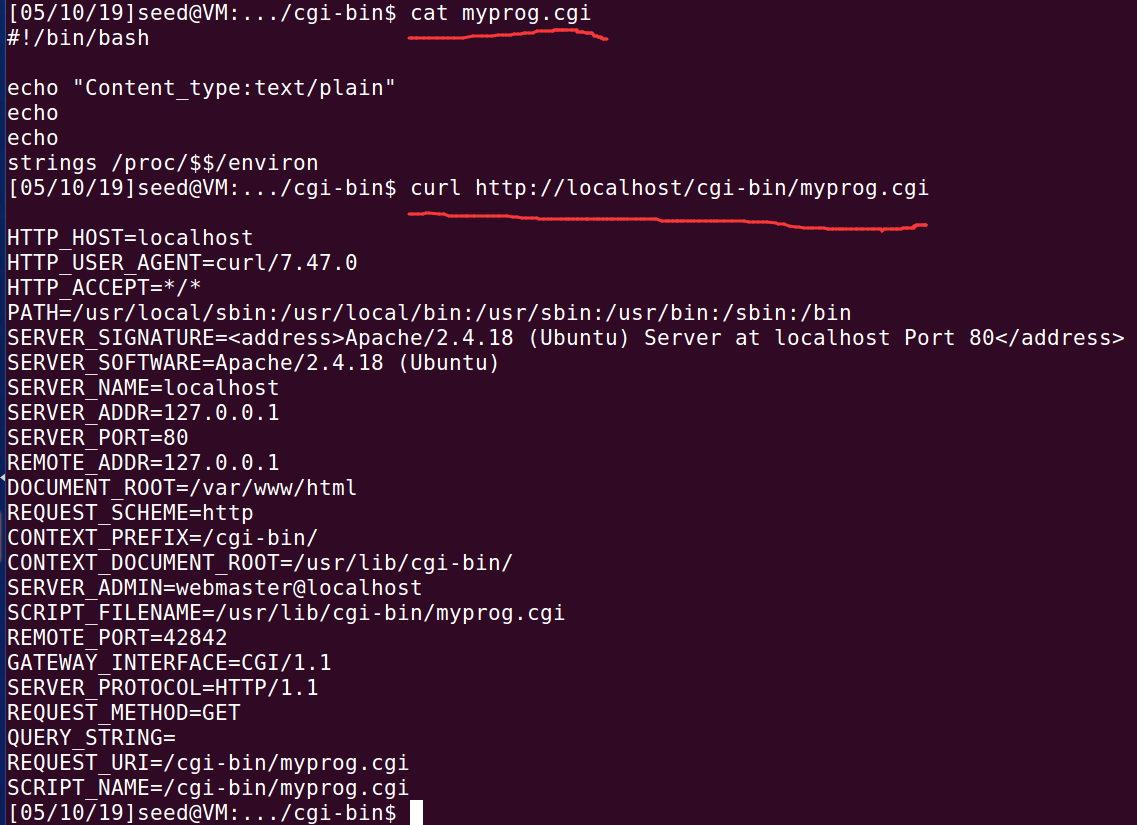 [05/10/19]seed@VM:.../cgi-bin$ cat myprog.cgi
#!/bin/bash
echo "Content_type:text/plain"
echo
echo
strings /proc/$$/environ
[05/10/19]seed@VM:.../cgi-bin$ curl http://localhost/cgi-bin/myprog.cgi
HTTP_HOST=localhost
HTTP_USER_AGENT=curl/7.47.0
HTTP_ACCEPT=*/*
PATH=/usr/local/sbin:/usr/local/bin:/usr/sbin:/usr/bin:/sbin:/bin
SERVER_SIGNATURE=<address>Apache/2.4.18 (Ubuntu) Server at localhost Port 80</address>
SERVER_SOFTWARE=Apache/2.4.18 (Ubuntu)
SERVER_NAME=localhost
SERVER_ADDR=127.0.0.1
SERVER_PORT=80
REMOTE_ADDR=127.0.0.1
DOCUMENT_ROOT=/var/www/html
REQUEST_SCHEME=http
CONTEXT_PREFIX=/cgi-bin/
CONTEXT_DOCUMENT_ROOT=/usr/lib/cgi-bin/
SERVER_ADMIN=webmaster@localhost
SCRIPT_FILENAME=/usr/lib/cgi-bin/myprog.cgi
REMOTE_PORT=42842
GATEWAY_INTERFACE=CGI/1.1
SERVER_PROTOCOL=HTTP/1.1
REQUEST_METHOD=GET
QUERY_STRING=
REQUEST_URI=/cgi-bin/myprog.cgi
SCRIPT_NAME=/cgi-bin/myprog.cgi
[05/10/19]seed@VM:.../cgi-bin$